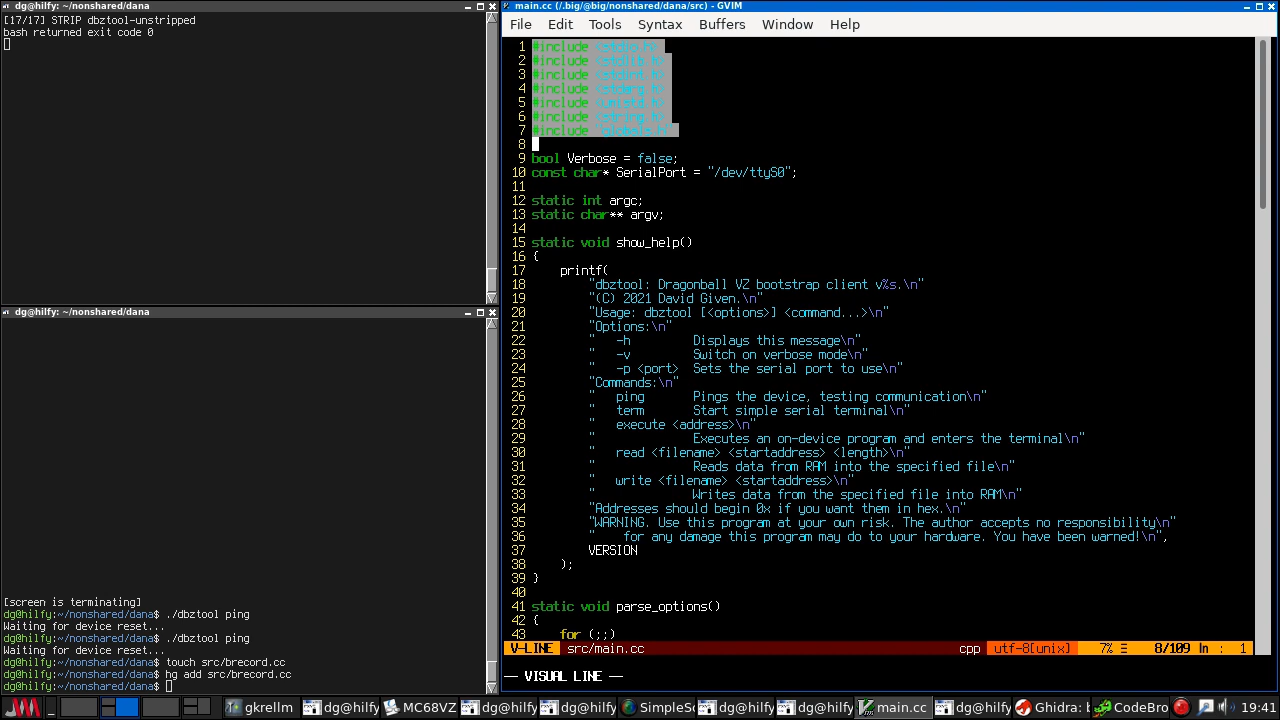 dg@hilfy: ~/nonshared/dana
[17/17] STRIP dbztool-unstripped
bash returned exit code 0
dg@hilfy: ~/nonshared/dana
[screen is terminating]
dg@hilfy:~/nonshared/dana$ ./dbztool ping
Waiting for device reset...
dg@hilfy:~/nonshared/dana$ ./dbztool ping
Waiting for device reset...
dg@hilfy:~/nonshared/dana$ touch src/brecord.cc
dg@hilfy:~/nonshared/dana$ hg add src/brecord.cc
dg@hilfy:~/nonshared/dana$
main.cc (/.big/@big/nonshared/dana/src) - GVIM
File Edit Tools Syntax Buffers Window Help
1 #include <stdio.h>
2 #include <stdlib.h>
3 #include <stdint.h>
4 #include <stdarg.h>
5 #include <unistd.h>
6 #include <string.h>
7 #include "globals.h"
8
9 bool Verbose = false;
10 const char* SerialPort = "/dev/ttyS0";
11
12 static int argc;
13 static char** argv;
14
15 static void show_help()
16 {
17 printf(
18 "dbztool: Dragonball VZ bootstrap client v%s.\n"
19 "(C) 2021 David Given.\n"
20 "Usage: dbztool [<options>] <command...>\n"
21 "Options:\n"
22 " -h Displays this message\n"
23 " -v Switch on verbose mode\n"
24 " -p <port> Sets the serial port to use\n"
25 "Commands:\n"
26 " ping Pings the device, testing communication\n"
27 " term Start simple serial terminal\n"
28 " execute <address>\n"
29 " Executes an on-device program and enters the terminal\n"
30 " read <filename> <startaddress> <length>\n"
31 " Reads data from RAM into the specified file\n"
32 " write <filename> <startaddress>\n"
33 " Writes data from the specified file into RAM\n"
34 "Addresses should begin 0x if you want them in hex.\n"
35 "WARNING. Use this program at your own risk. The author accepts no responsibility\n"
36 " for any damage this program may do to your hardware. You have been warned!\n",
37 VERSION
38 );
39 }
40
41 static void parse_options()
42 {
43 for (;;)
V-LINE src/main.cc cpp utf-8[unix] 7% ☰ 8/109 ln : 1
-- VISUAL LINE --
gkrellm dg@hilfy MC68VZ dg@hilfy dg@hilfy SimpleS dg@hilfy dg@hilfy main.cc dg@hilfy Ghidra: b CodeBro 19:41